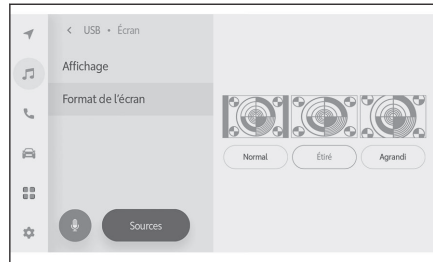 < USB • Écran
Affichage
Format de l'écran
Normal
Étiré
Agrandi
Sources